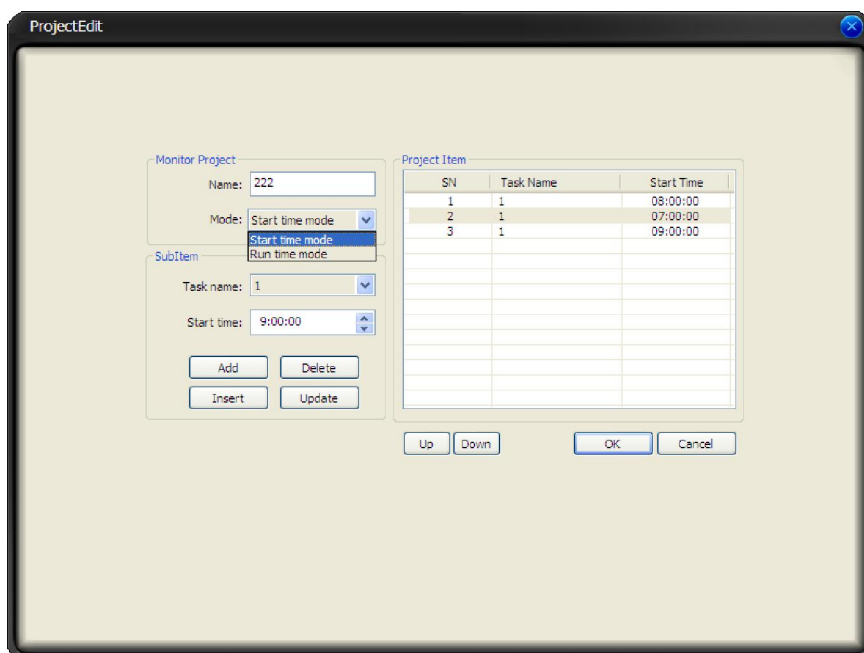 ProjectEdit
Monitor Project
Name: 222
Mode: Start time mode
Start time mode
Run time mode
SubItem
Task name: 1
Start time: 9:00:00
Add Delete
Insert Update
Project Item
SN Task Name Start Time
1 1 08:00:00
2 1 07:00:00
3 1 09:00:00
Up Down OK Cancel